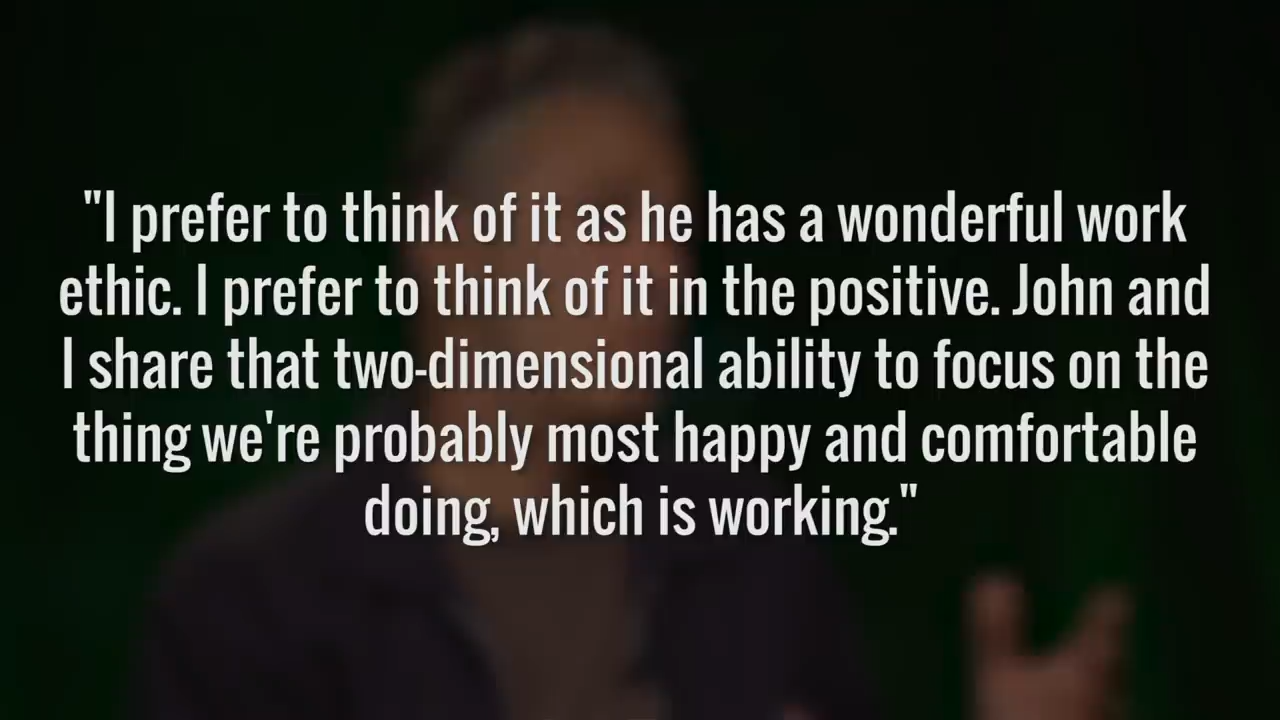 "I prefer to think of it as he has a wonderful work
ethic. I prefer to think of it in the positive. John and
I share that two-dimensional ability to focus on the
thing we're probably most happy and comfortable
doing, which is working."